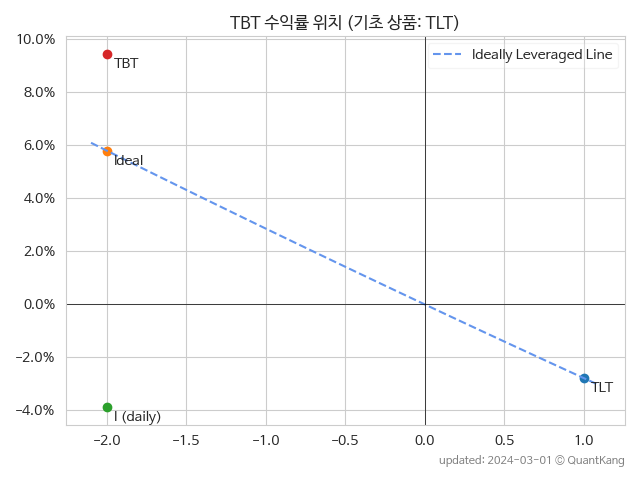 TBT 수익률 위치 (기초 상품: TLT)
10.0%
8.0%
6.0%
4.0%
2.0%
0.0%
−2.0%
−4.0%
Ideally Leveraged Line
TBT
Ideal
TLT
I (daily)
−2.0 −1.5 −1.0 −0.5 0.0 0.5 1.0
updated: 2024-03-01 © QuantKang